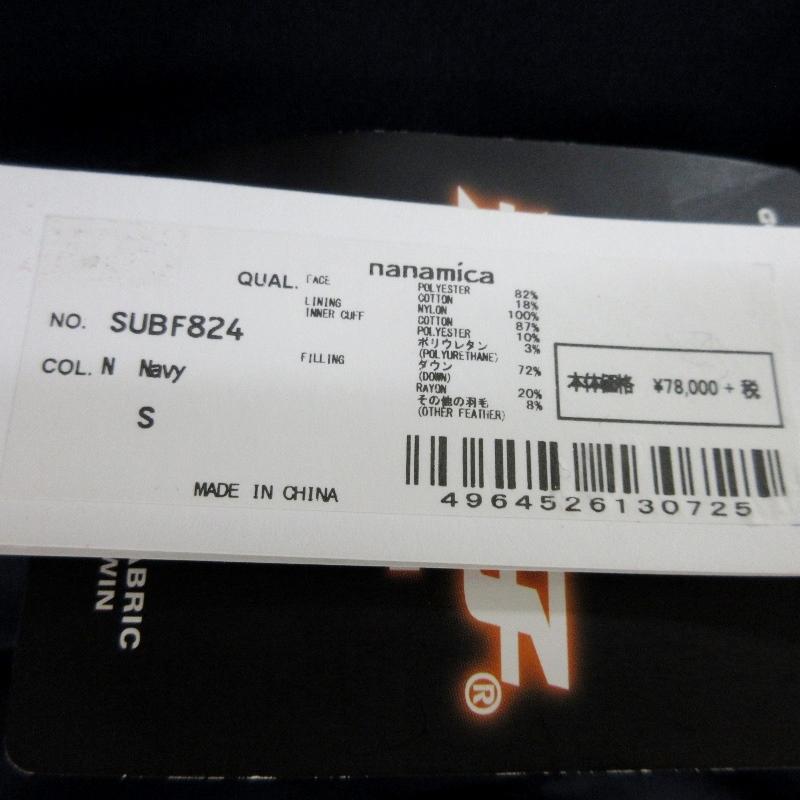 nanamica
QUAL. FACE POLYESTER 82%
COTTON 18%
LINING NYLON 100%
INNER CUFF COTTON 87%
POLYESTER 10%
ポリウレタン 3%
(POLYURETHANE)
FILLING ダウン 72%
(DOWN)
RAYON 20%
その他の羽毛 8%
(OTHER FEATHER)
NO. SUBF824
COL. N Navy
S
本体価格 ¥78,000 + 税
MADE IN CHINA
4964526130725
ABRIC
WIN
®